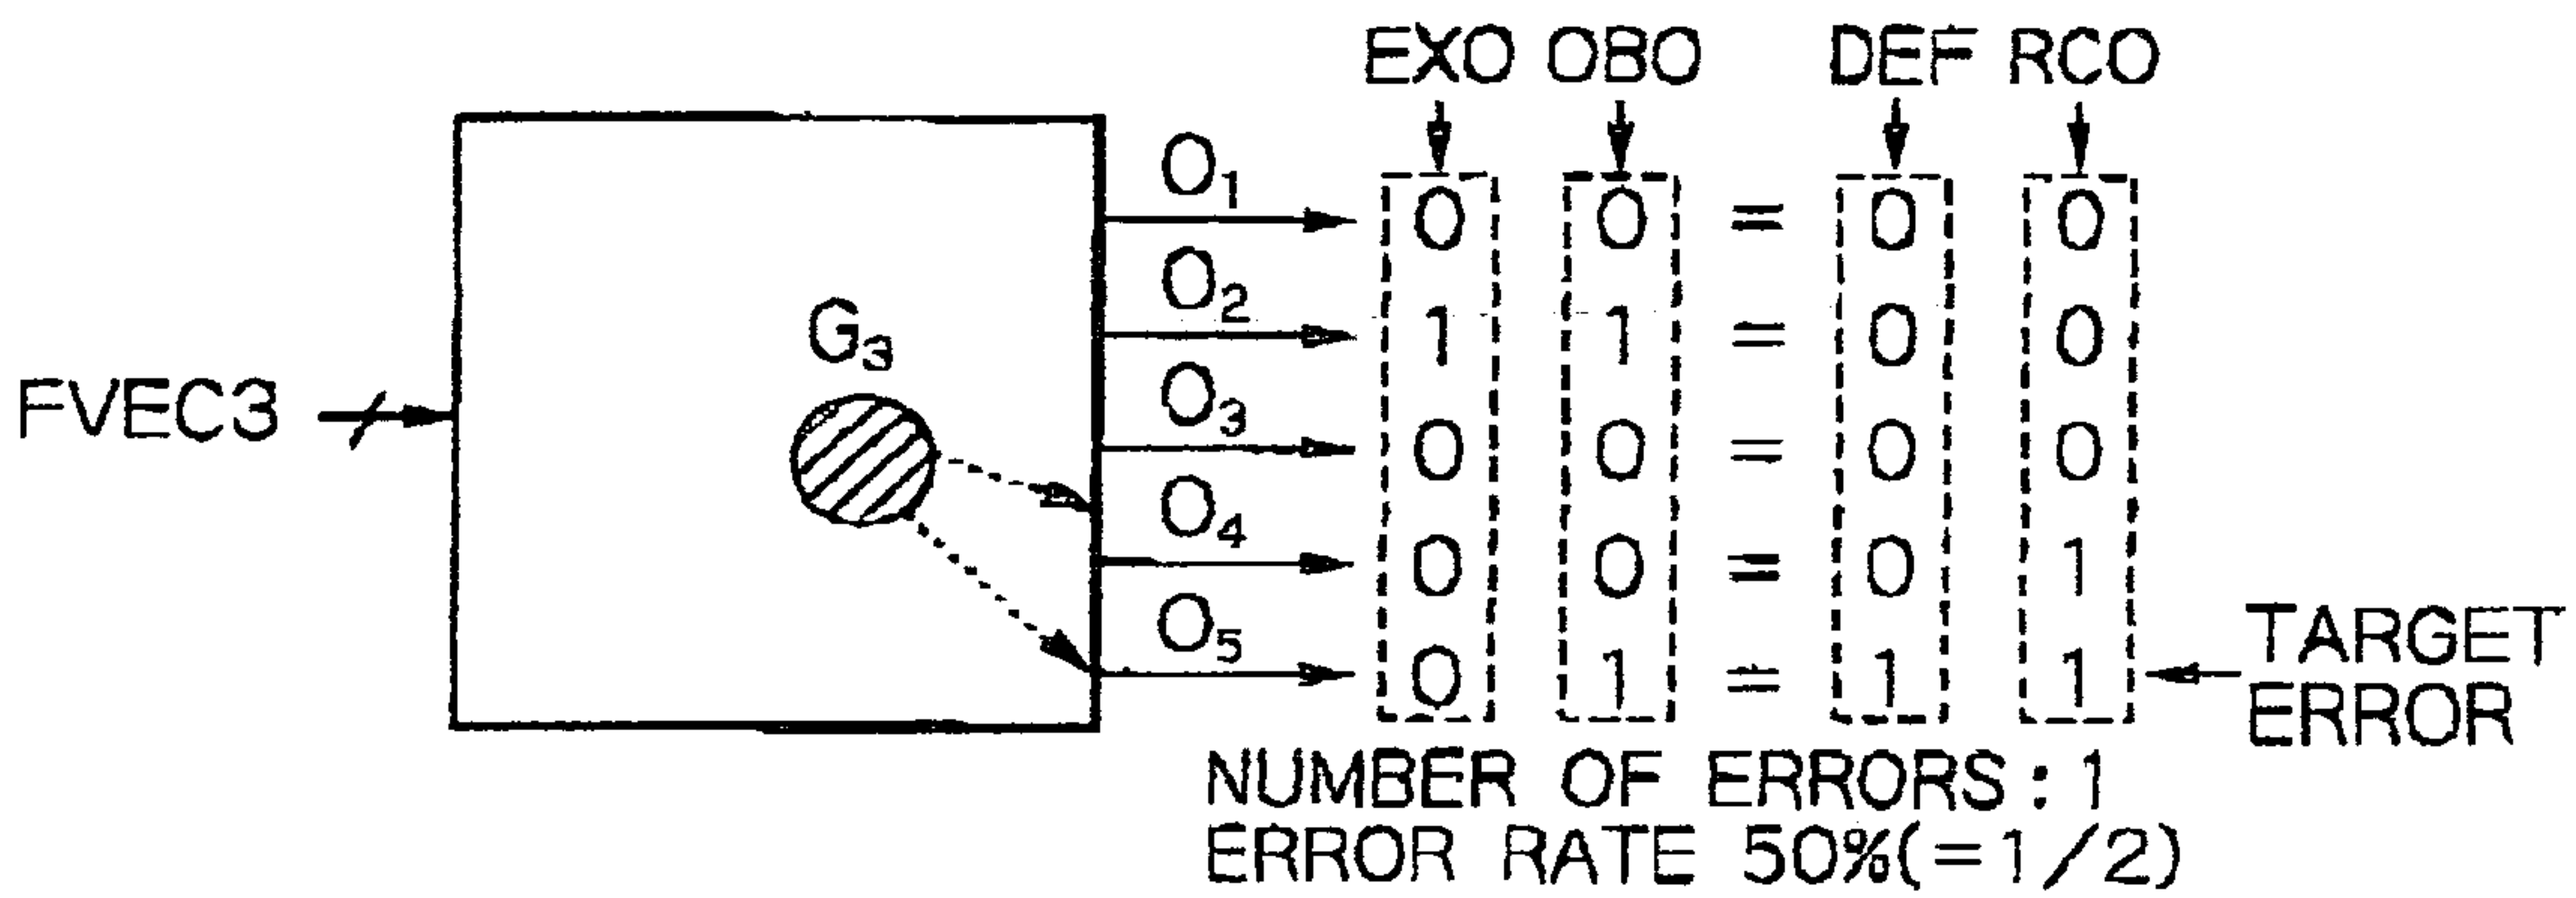 EXO OBO DEF RCO
O1 0 0 = 0 0
O2 1 1 = 0 0
G3
O3 0 0 = 0 0
FVEC3
O4 0 0 = 0 1
O5 0 1 = 1 1
TARGET
ERROR
NUMBER OF ERRORS : 1
ERROR RATE 50%(=1/2)